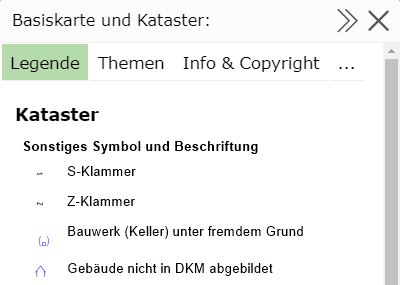 Basiskarte und Kataster:
Legende Themen Info & Copyright ...
Kataster
Sonstiges Symbol und Beschriftung
S-Klammer
Z-Klammer
Bauwerk (Keller) unter fremdem Grund
Gebäude nicht in DKM abgebildet